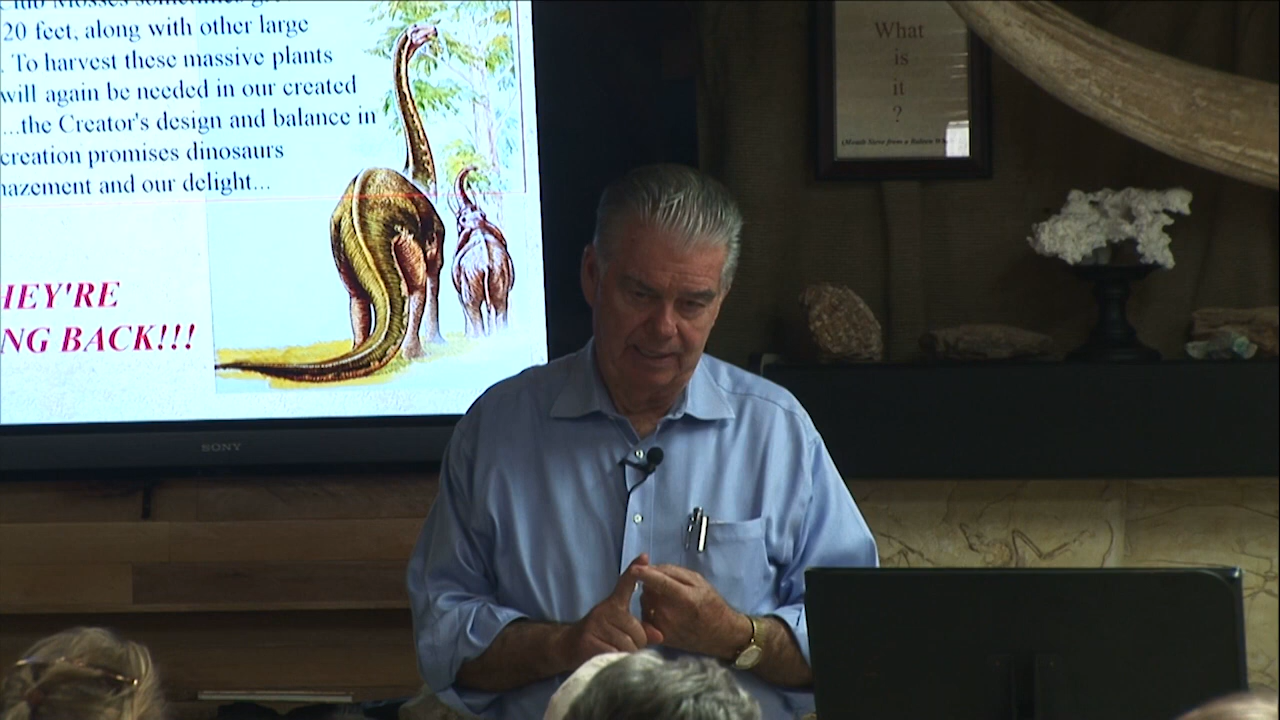 20 feet, along with other large
. To harvest these massive plants
will again be needed in our created
...the Creator's design and balance in
creation promises dinosaurs
and our delight...
HEY'RE
NG BACK!!!
SONY
What
is
it
?